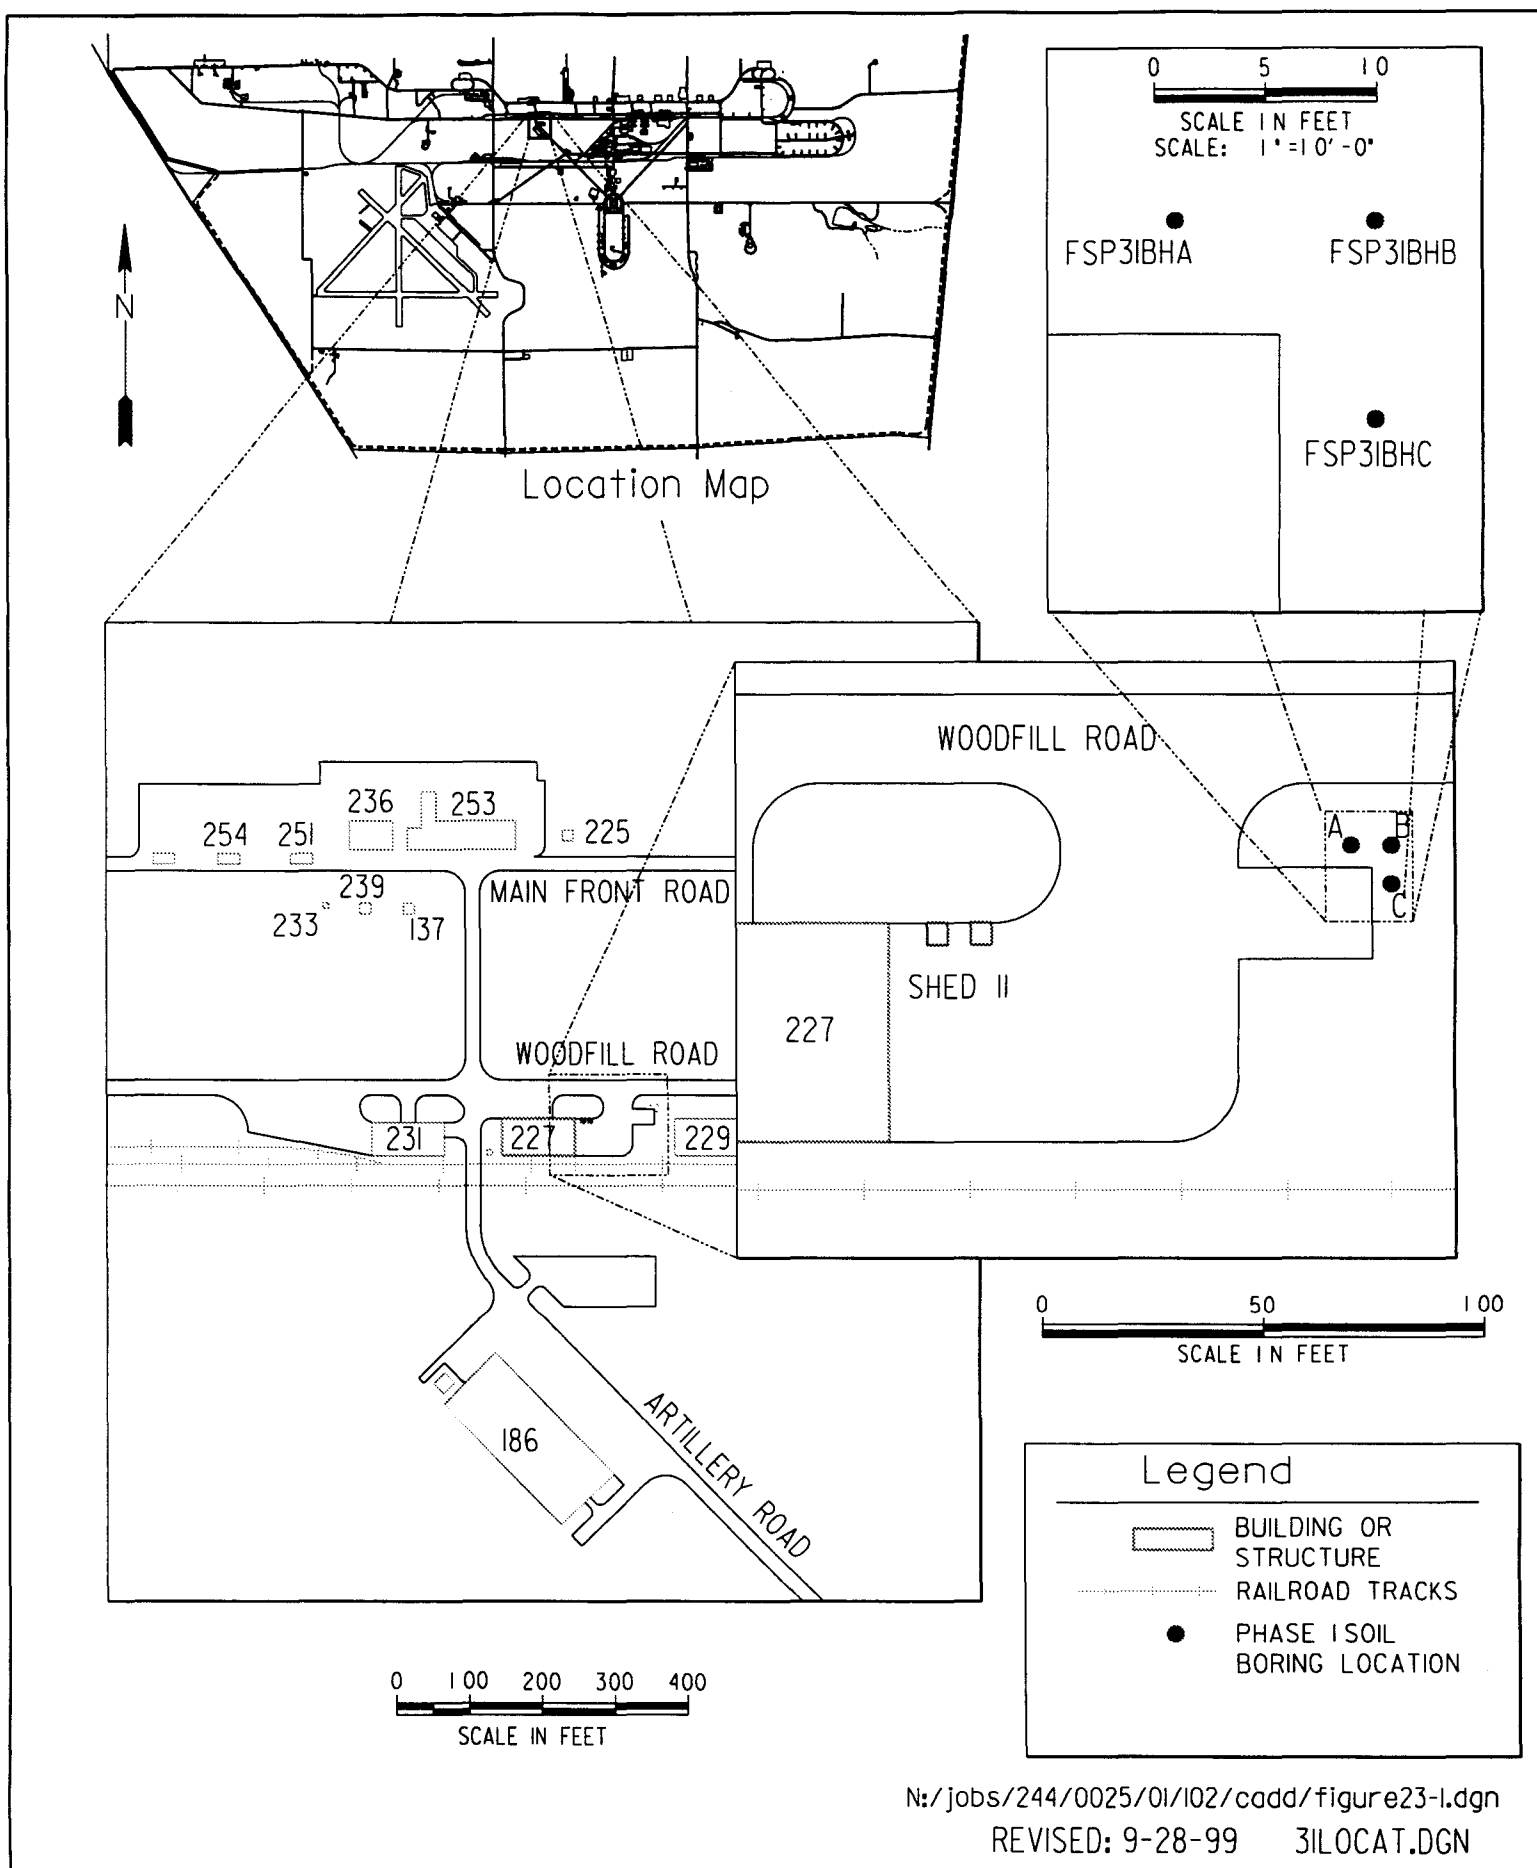 0 5 10
SCALE IN FEET
SCALE: 1"=10'-0"
FSP31BHA
FSP31BHB
FSP31BHC
N
Location Map
WOODFILL ROAD
A
B
C
SHED 11
227
236
253
254
251
225
MAIN FRONT ROAD
239
233
137
WOODFILL ROAD
231
227
229
186
ARTILLERY ROAD
0 50 100
SCALE IN FEET
Legend
BUILDING OR
STRUCTURE
RAILROAD TRACKS
PHASE 1 SOIL
BORING LOCATION
0 100 200 300 400
SCALE IN FEET
N:/jobs/244/0025/01/102/cadd/figure23-1.dgn
REVISED: 9-28-99 31LOCAT.DGN